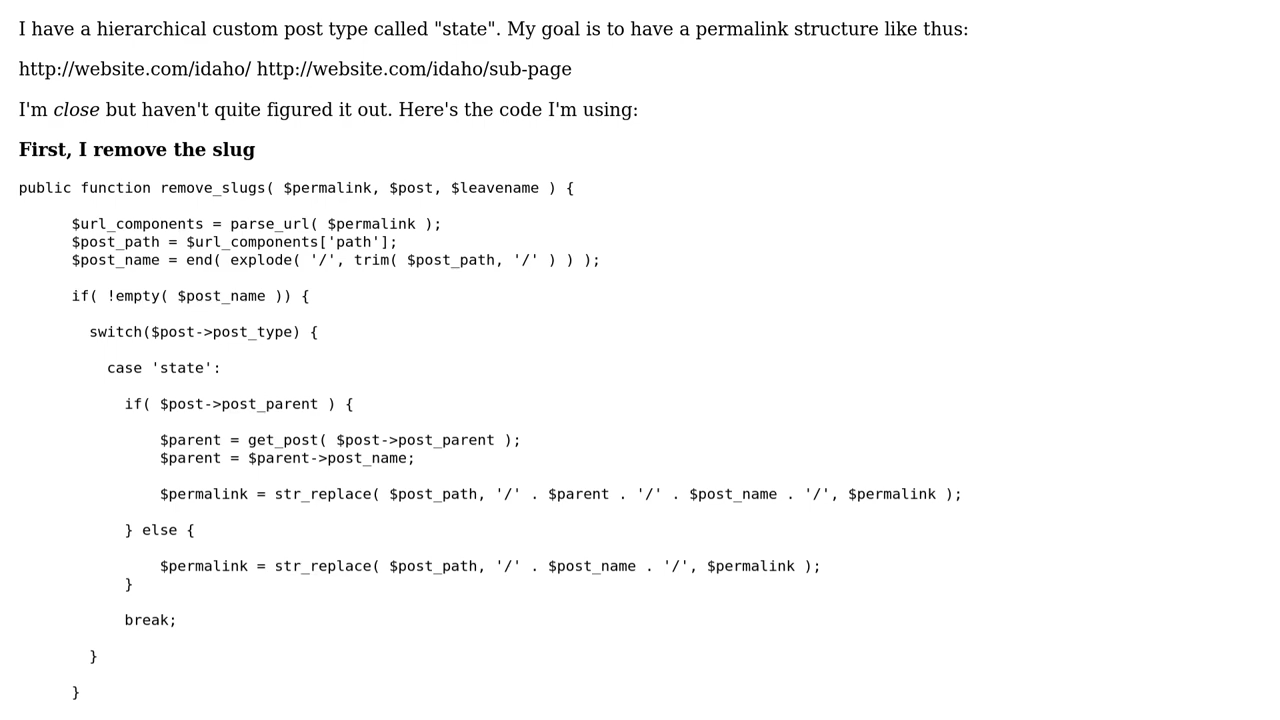 I have a hierarchical custom post type called "state". My goal is to have a permalink structure like thus:
http://website.com/idaho/ http://website.com/idaho/sub-page
I'm close but haven't quite figured it out. Here's the code I'm using:
First, I remove the slug
public function remove_slugs( $permalink, $post, $leavename ) {
      $url_components = parse_url( $permalink );
      $post_path = $url_components['path'];
      $post_name = end( explode( '/', trim( $post_path, '/' ) ) );
      if( !empty( $post_name )) {
        switch($post->post_type) {
          case 'state':
            if( $post->post_parent ) {
                $parent = get_post( $post->post_parent );
                $parent = $parent->post_name;
                $permalink = str_replace( $post_path, '/' . $parent . '/' . $post_name . '/', $permalink );
            } else {
                $permalink = str_replace( $post_path, '/' . $post_name . '/', $permalink );
            }
            break;
        }
      }